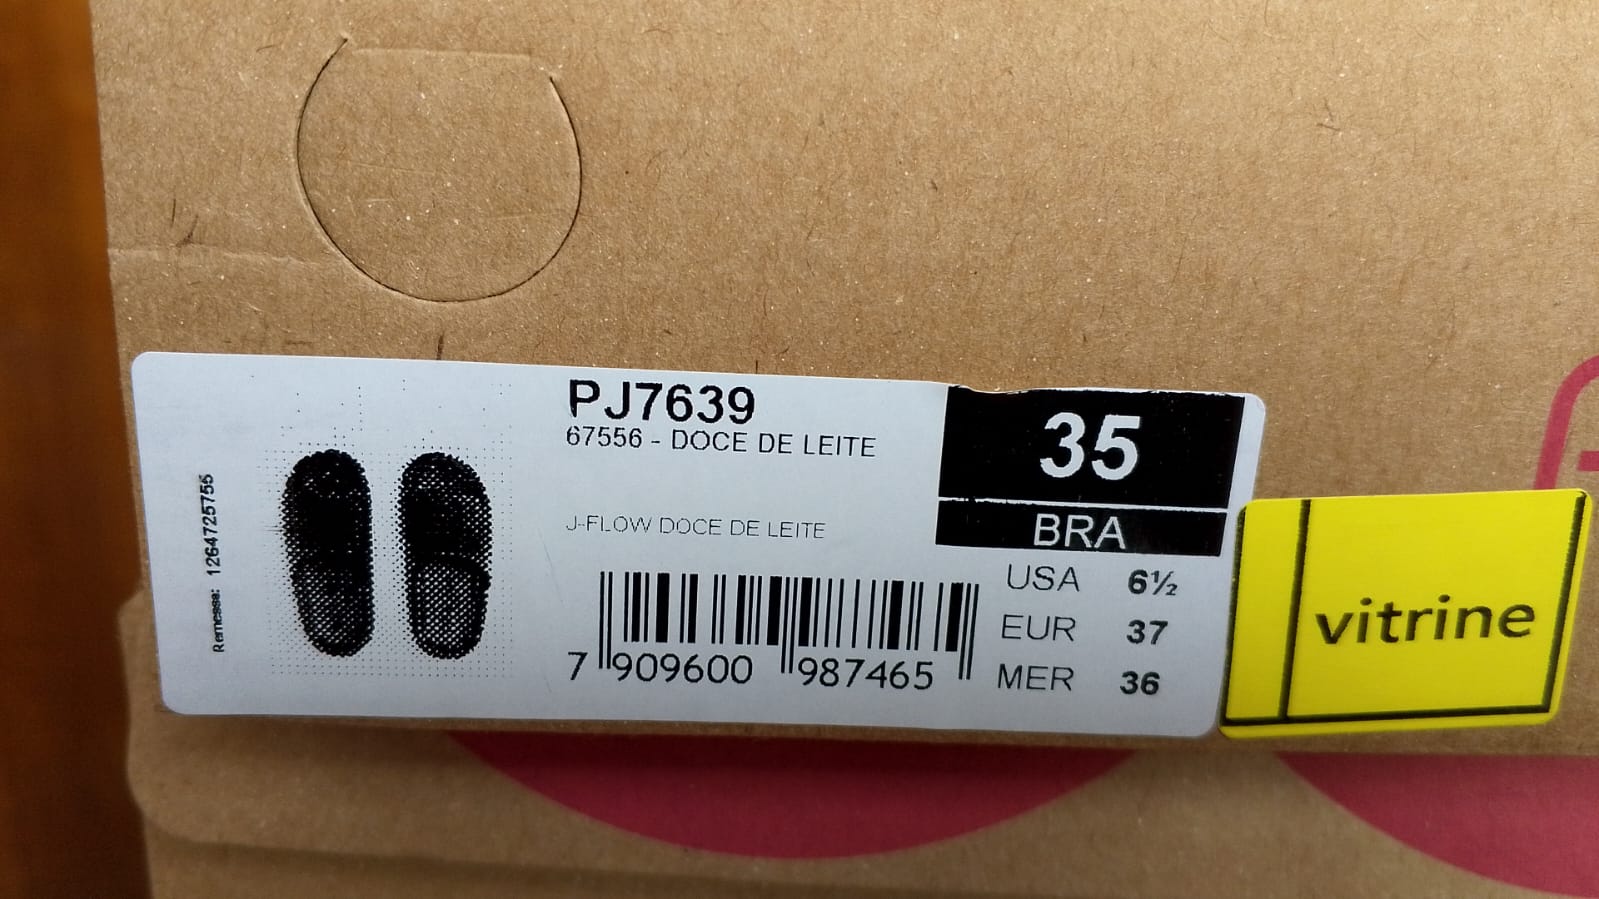 PJ7639
67556 - DOCE DE LEITE
J-FLOW DOCE DE LEITE
Remessa: 1264725755
7 909600 987465
35
BRA
USA 6½
EUR 37
MER 36
vitrine